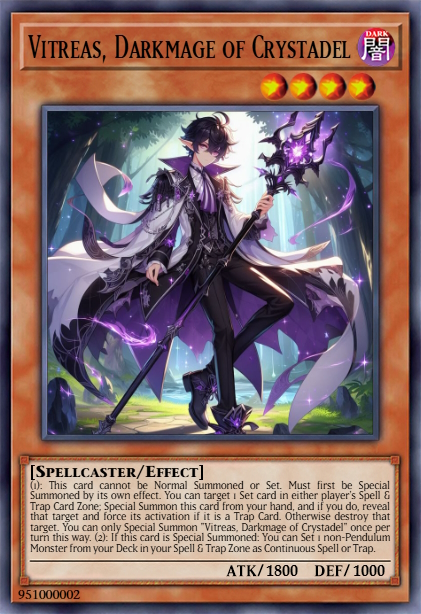 Vitreas, Darkmage of Crystadel
DARK
闇
[Spellcaster/Effect]
(1): This card cannot be Normal Summoned or Set. Must first be Special
Summoned by its own effect. You can target 1 Set card in either player's Spell &
Trap Card Zone; Special Summon this card from your hand, and if you do, reveal
that target and force its activation if it is a Trap Card. Otherwise destroy that
target. You can only Special Summon "Vitreas, Darkmage of Crystadel" once per
turn this way. (2): If this card is Special Summoned: You can Set 1 non-Pendulum
Monster from your Deck in your Spell & Trap Zone as Continuous Spell or Trap.
ATK/1800 DEF/1000
951000002